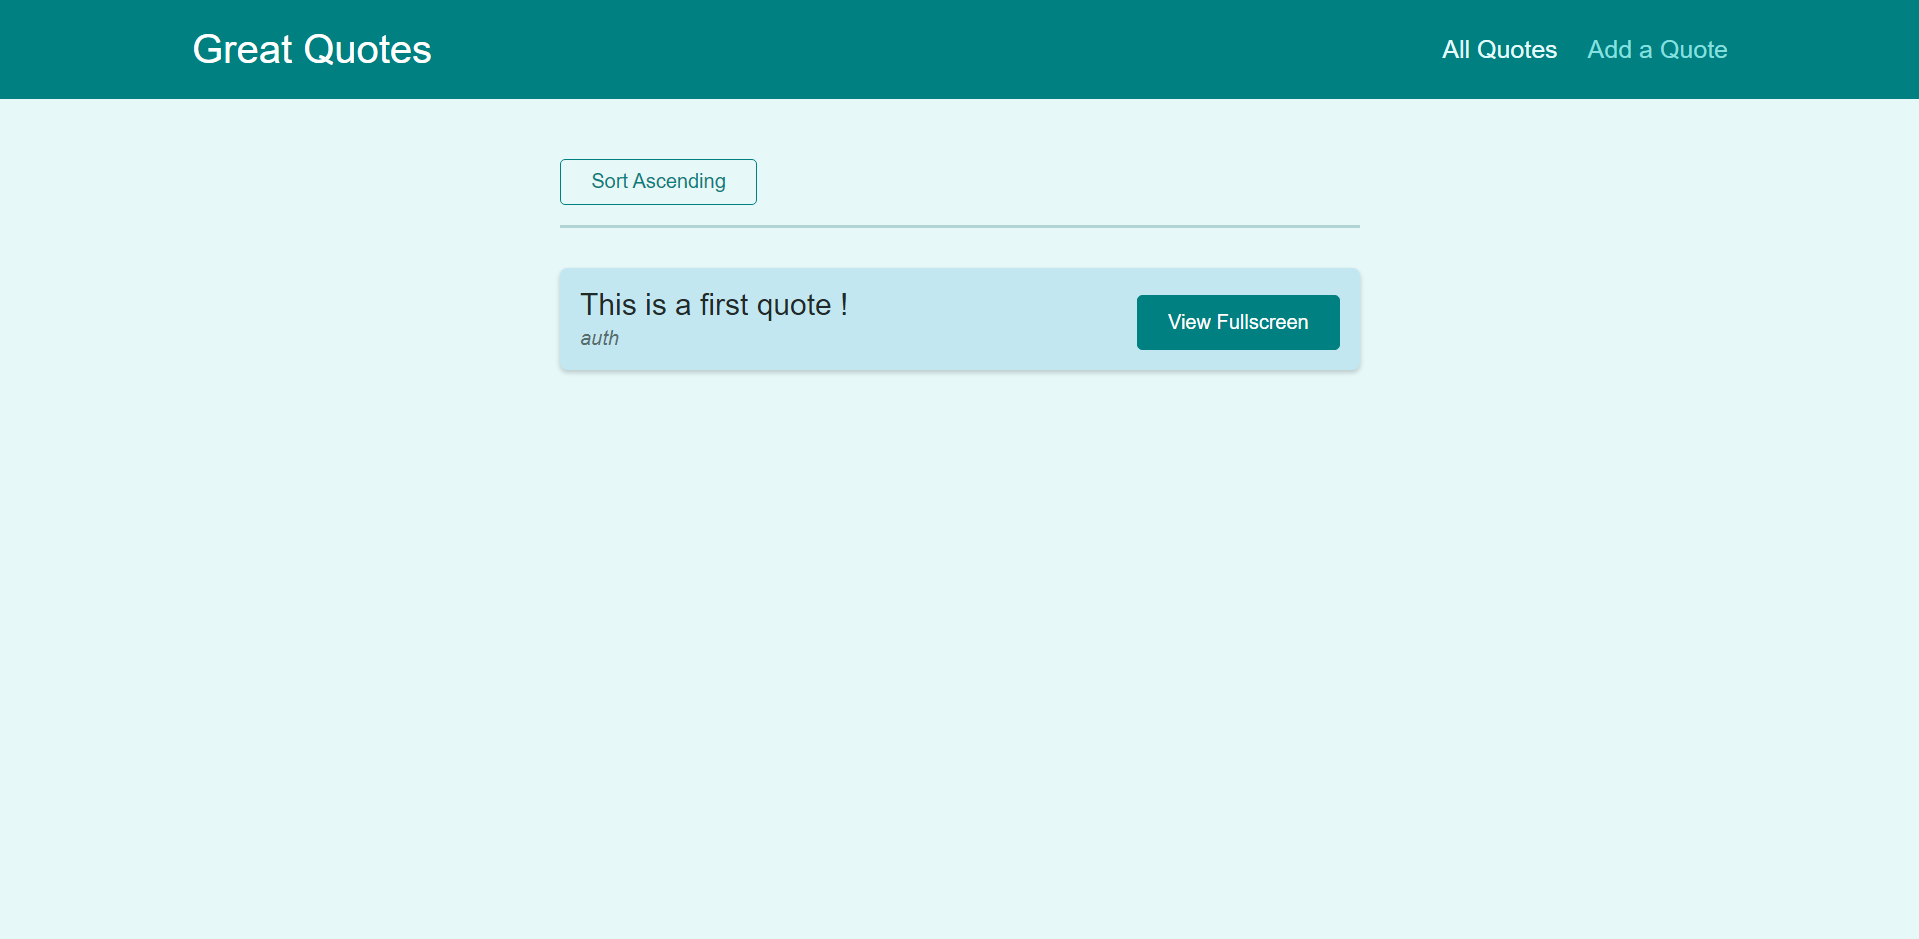 Great Quotes
All Quotes Add a Quote
Sort Ascending
This is a first quote !
auth
View Fullscreen